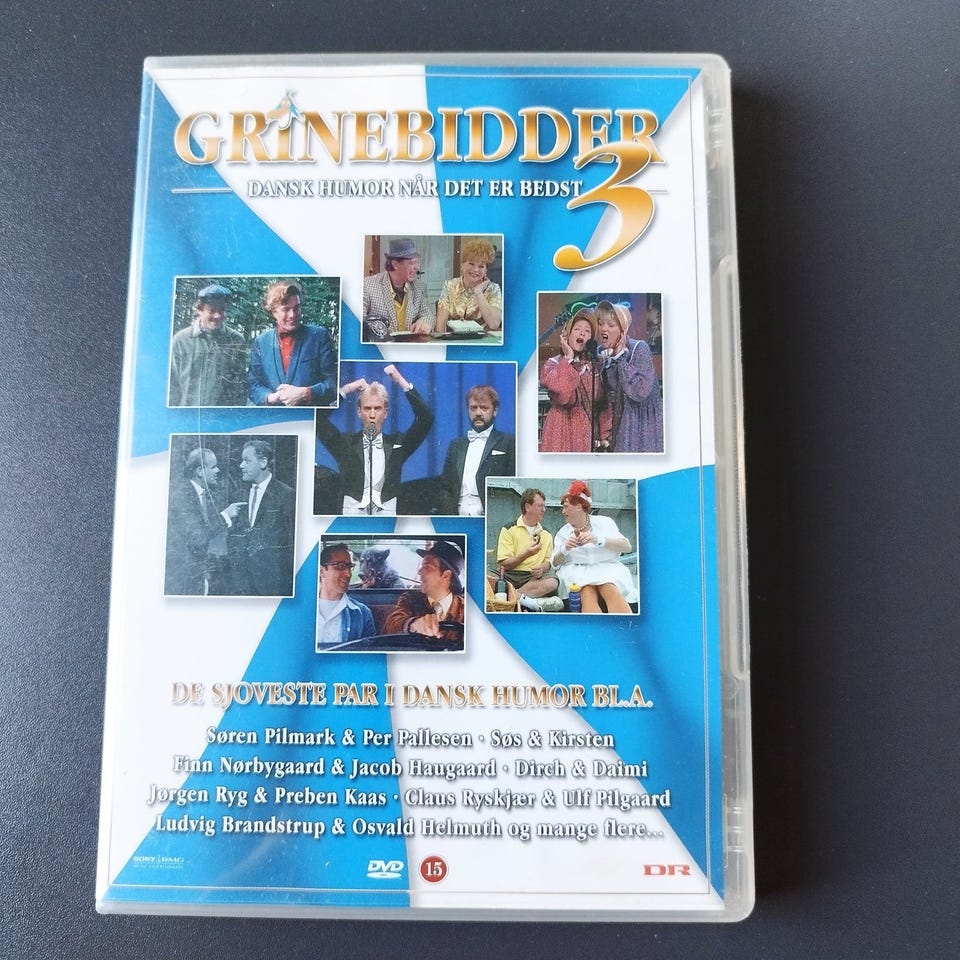 GRINEBIDDER
3
DANSK HUMOR NÅR DET ER BEDST
DE SJOVESTE PAR I DANSK HUMOR BL.A.
Søren Pilmark & Per Pallesen · Søs & Kirsten
Finn Nørbygaard & Jacob Haugaard · Dirch & Daimi
Jørgen Ryg & Preben Kaas · Claus Ryskjær & Ulf Pilgaard
Ludvig Brandstrup & Osvald Helmuth og mange flere...
SONY BMG
DVD
15
DR